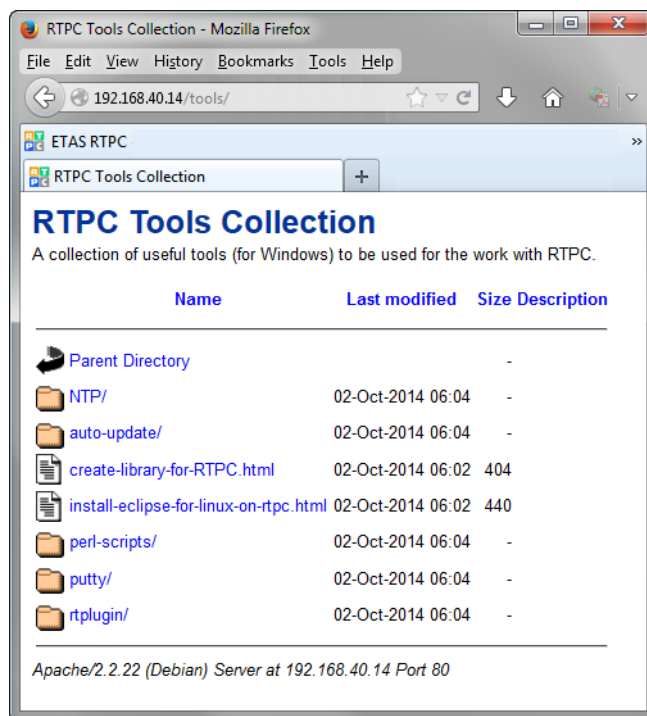 RTPC Tools Collection - Mozilla Firefox
File Edit View History Bookmarks Tools Help
192.168.40.14/tools/
ETAS RTPC »
RTPC Tools Collection
RTPC Tools Collection
A collection of useful tools (for Windows) to be used for the work with RTPC.
Name Last modified Size Description
Parent Directory -
NTP/ 02-Oct-2014 06:04 -
auto-update/ 02-Oct-2014 06:04 -
create-library-for-RTPC.html 02-Oct-2014 06:02 404
install-eclipse-for-linux-on-rtpc.html 02-Oct-2014 06:02 440
perl-scripts/ 02-Oct-2014 06:04 -
putty/ 02-Oct-2014 06:04 -
rtplugin/ 02-Oct-2014 06:04 -
Apache/2.2.22 (Debian) Server at 192.168.40.14 Port 80